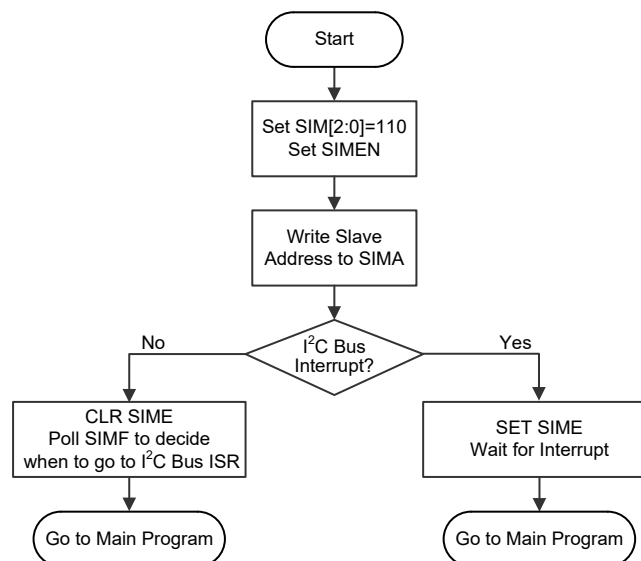 Start
Set SIM[2:0]=110
Set SIMEN
Write Slave
Address to SIMA
I²C Bus
Interrupt?
No
Yes
CLR SIME
Poll SIMF to decide
when to go to I²C Bus ISR
SET SIME
Wait for Interrupt
Go to Main Program
Go to Main Program